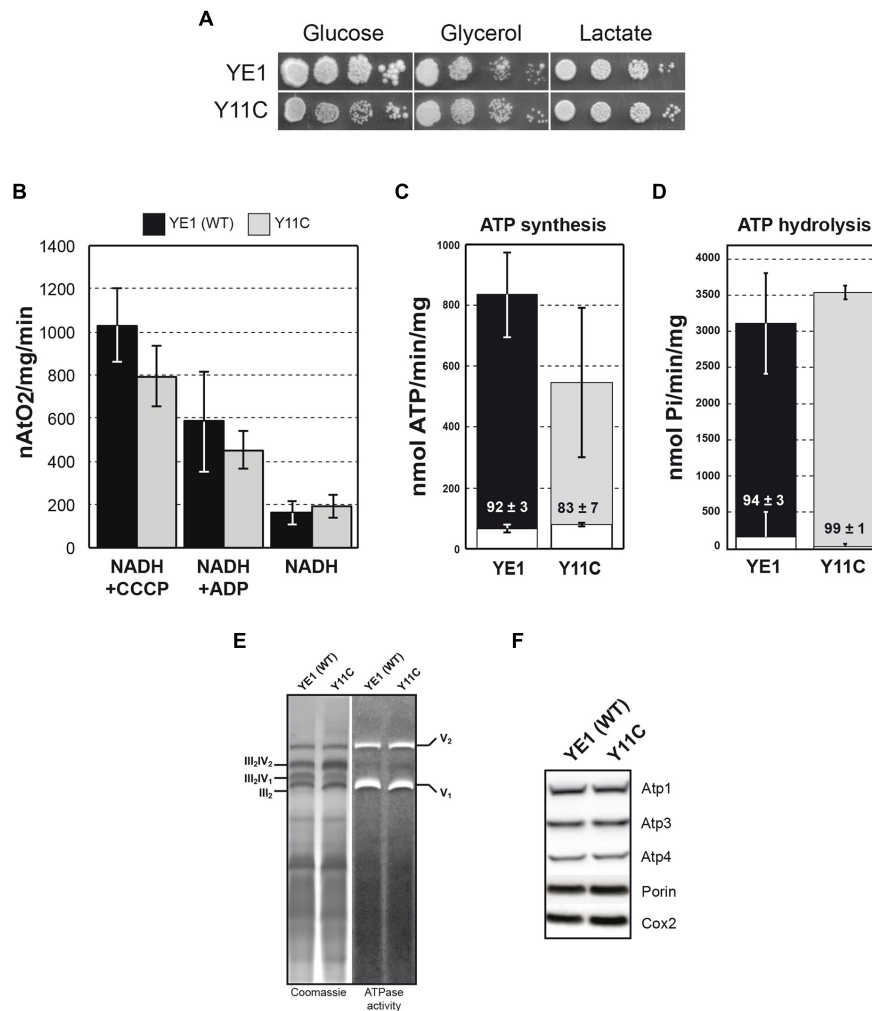 A
Glucose Glycerol Lactate
YE1
Y11C
B
YE1 (WT) Y11C
nAtO2/mg/min
1400
1200
1000
800
600
400
200
0
NADH +CCCP
NADH +ADP
NADH
C
ATP synthesis
nmol ATP/min/mg
1000
800
600
400
200
0
92 ± 3
83 ± 7
YE1 Y11C
D
ATP hydrolysis
nmol Pi/min/mg
4000
3500
3000
2500
2000
1500
1000
500
0
94 ± 3
99 ± 1
YE1 Y11C
E
YE1 (WT) Y11C YE1 (WT) Y11C
III2IV2
III2IV1
III2
V2
V1
Coomassie
ATPase activity
F
YE1 (WT) Y11C
Atp1
Atp3
Atp4
Porin
Cox2